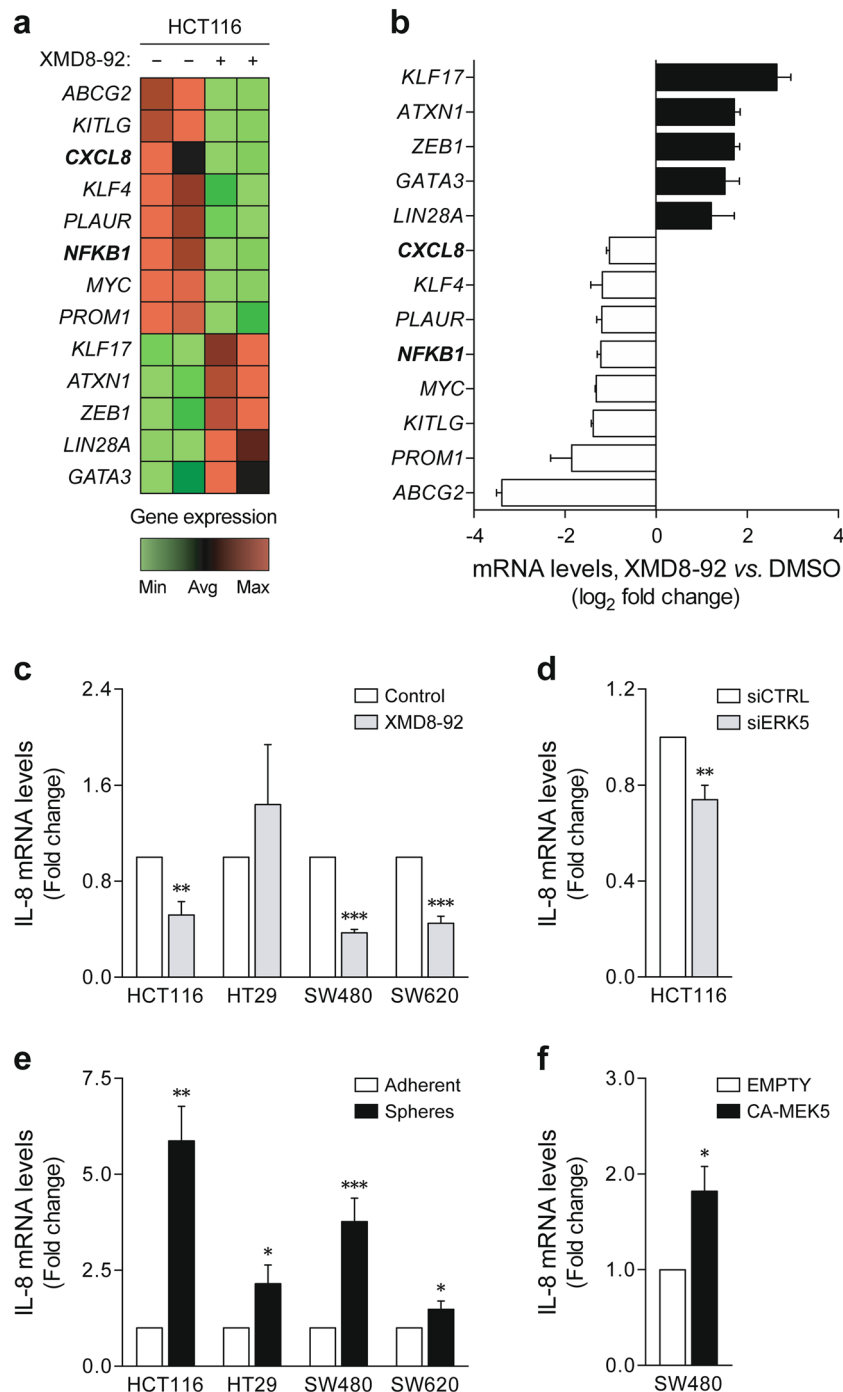 a
HCT116
XMD8-92: – – + +
ABCG2
KITLG
CXCL8
KLF4
PLAUR
NFKB1
MYC
PROM1
KLF17
ATXN1
ZEB1
LIN28A
GATA3
Gene expression
Min Avg Max
b
KLF17
ATXN1
ZEB1
GATA3
LIN28A
CXCL8
KLF4
PLAUR
NFKB1
MYC
KITLG
PROM1
ABCG2
-4 -2 0 2 4
mRNA levels, XMD8-92 vs. DMSO
(log2 fold change)
c
IL-8 mRNA levels
(Fold change)
2.4
1.6
0.8
0.0
Control
XMD8-92
** *** ***
HCT116 HT29 SW480 SW620
d
IL-8 mRNA levels
(Fold change)
1.2
0.8
0.4
0.0
siCTRL
siERK5
**
HCT116
e
IL-8 mRNA levels
(Fold change)
7.5
5.0
2.5
0.0
Adherent
Spheres
** * *** *
HCT116 HT29 SW480 SW620
f
IL-8 mRNA levels
(Fold change)
3.0
2.0
1.0
0.0
EMPTY
CA-MEK5
*
SW480